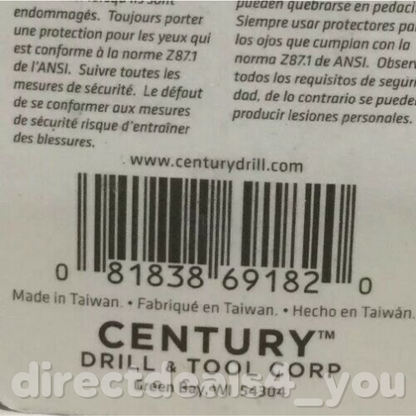 endommagés. Toujours porter
une protection pour les yeux qui
est conforme à la norme Z87.1
de l'ANSI. Suivre toutes les
mesures de sécurité. Le défaut
de se conformer aux mesures
de sécurité risque d'entraîner
des blessures.
pueden quebrarse en pedaci
Siempre usar protectores pa
los ojos que cumplan con la
norma Z87.1 de ANSI. Obser
todos los requisitos de segur
dad, de lo contrario se puede
producir lesiones personales.
www.centurydrill.com
0 81838 69182 0
Made in Taiwan. • Fabriqué en Taiwan. • Hecho en Taiwán.
CENTURY™
DRILL & TOOL CORP
Green Bay, WI 54304
directdeals4_you